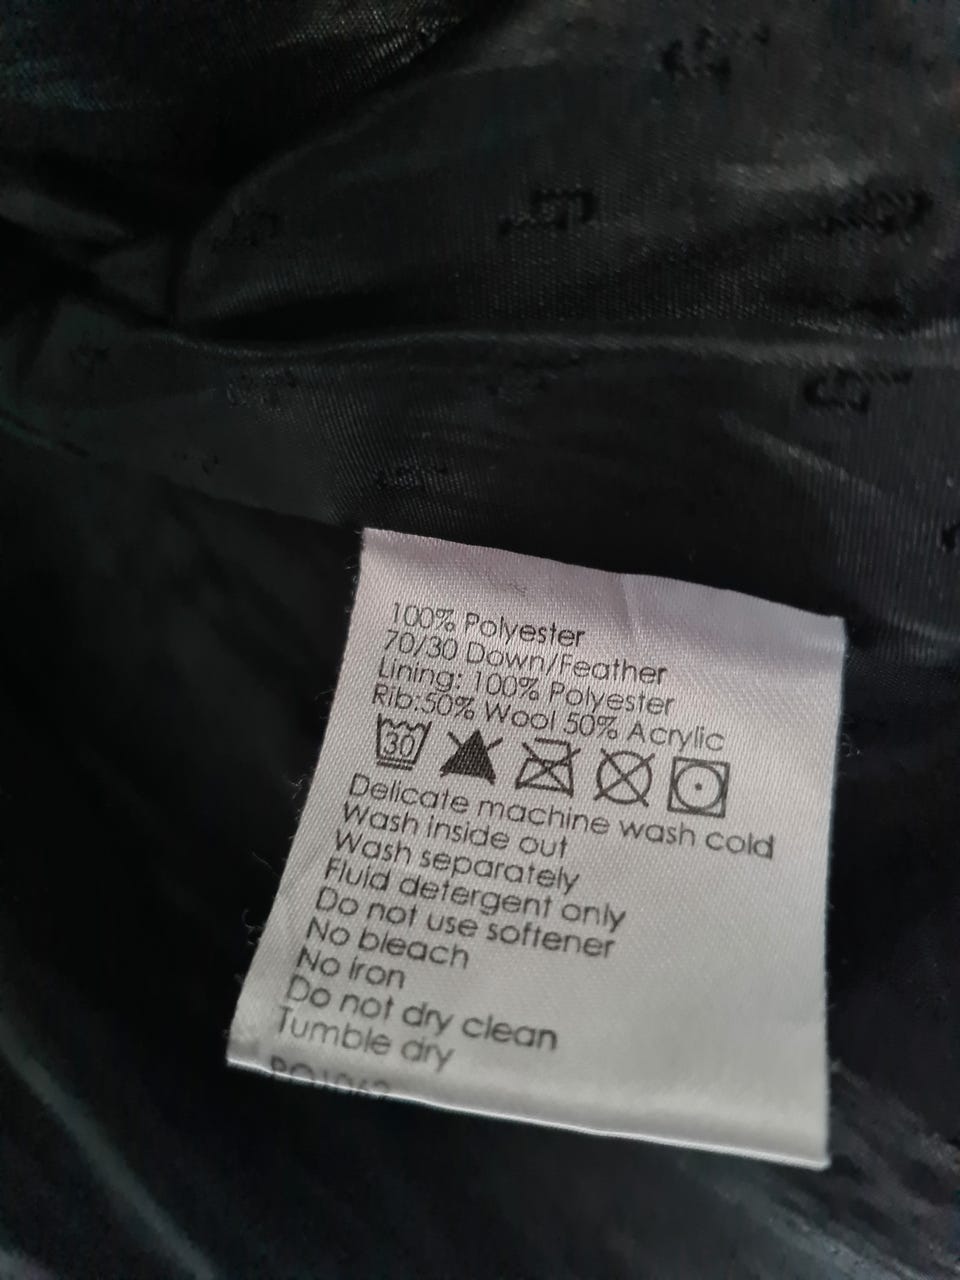 100% Polyester
70/30 Down/Feather
Lining: 100% Polyester
Rib:50% Wool 50% Acrylic
30
Delicate machine wash cold
Wash inside out
Wash separately
Fluid detergent only
Do not use softener
No bleach
No iron
Do not dry clean
Tumble dry